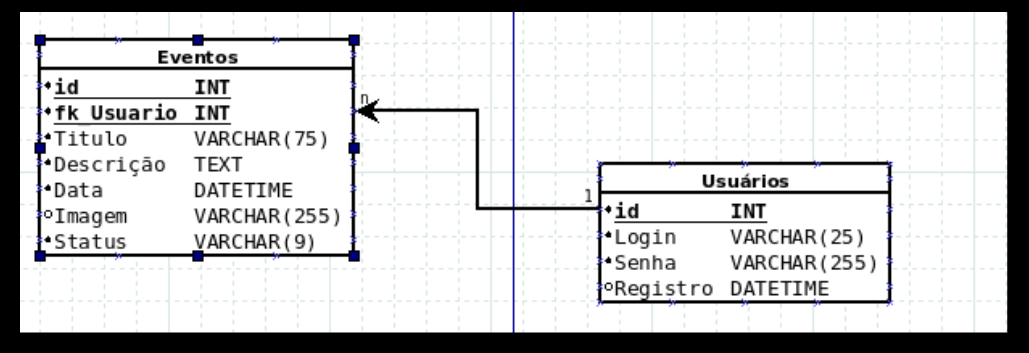 Eventos
id INT
fk Usuario INT
Titulo VARCHAR(75)
Descrição TEXT
Data DATETIME
Imagem VARCHAR(255)
Status VARCHAR(9)
n
1
Usuários
id INT
Login VARCHAR(25)
Senha VARCHAR(255)
Registro DATETIME